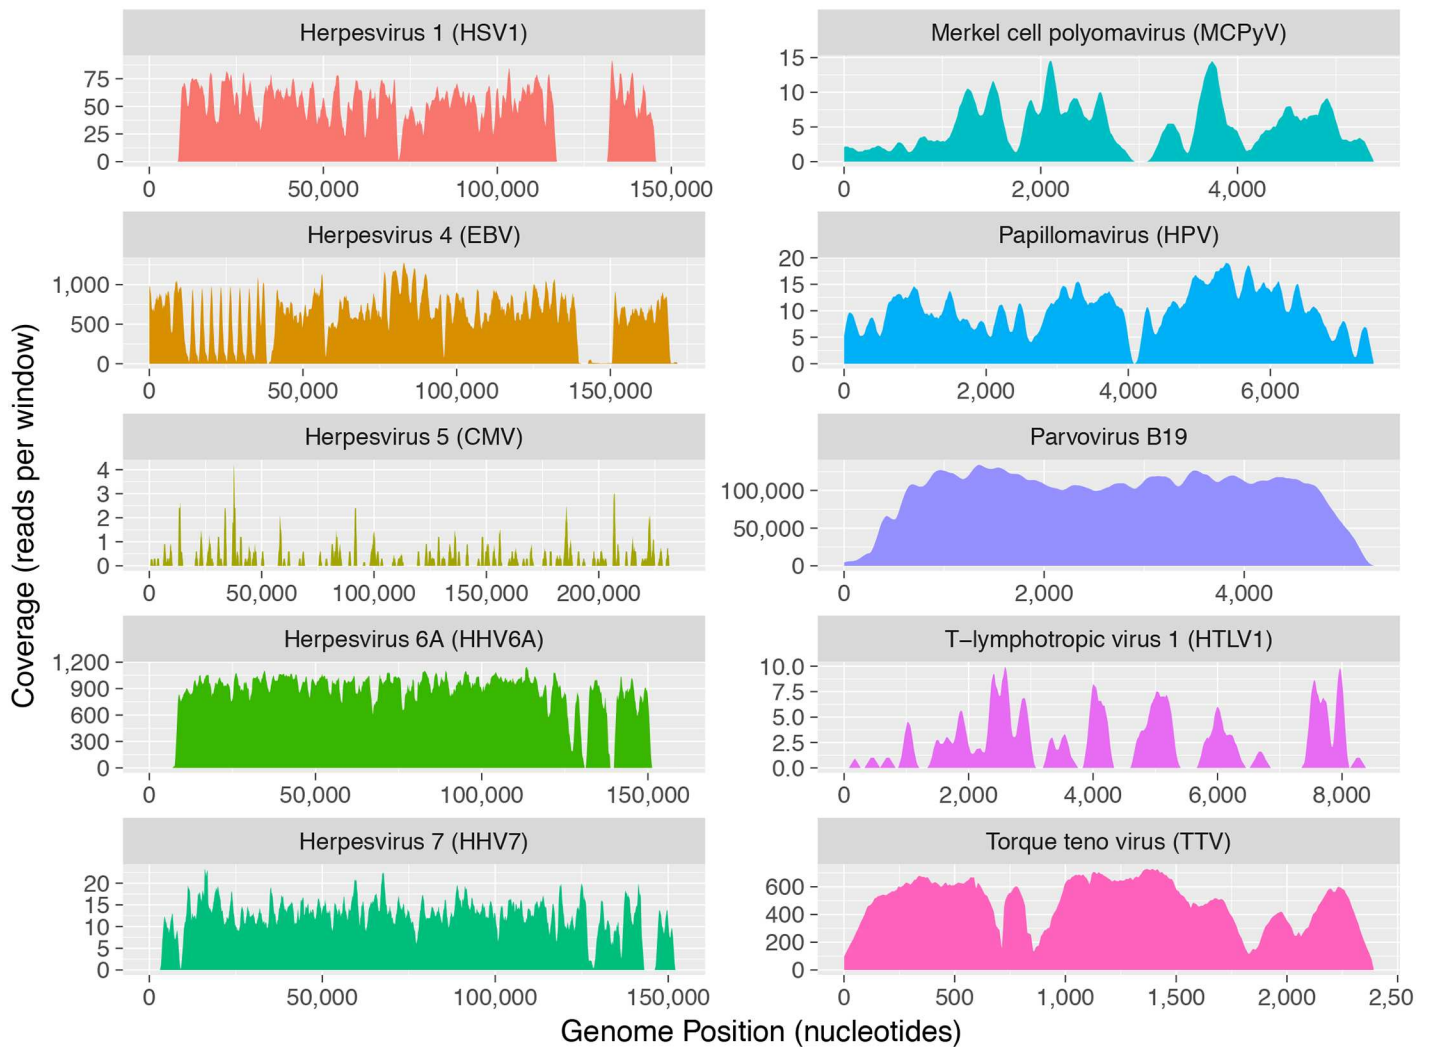 Herpesvirus 1 (HSV1)
75
50
25
0
0 50,000 100,000 150,000
Merkel cell polyomavirus (MCPyV)
15
10
5
0
0 2,000 4,000
Herpesvirus 4 (EBV)
1,000
500
0
0 50,000 100,000 150,000
Papillomavirus (HPV)
20
15
10
5
0
0 2,000 4,000 6,000
Herpesvirus 5 (CMV)
4
3
2
1
0
0 50,000 100,000 150,000 200,000
Parvovirus B19
100,000
50,000
0
0 2,000 4,000
Herpesvirus 6A (HHV6A)
1,200
900
600
300
0
0 50,000 100,000 150,000
T−lymphotropic virus 1 (HTLV1)
10.0
7.5
5.0
2.5
0.0
0 2,000 4,000 6,000 8,000
Herpesvirus 7 (HHV7)
20
15
10
5
0
0 50,000 100,000 150,000
Torque teno virus (TTV)
600
400
200
0
0 500 1,000 1,500 2,000 2,50
Coverage (reads per window)
Genome Position (nucleotides)